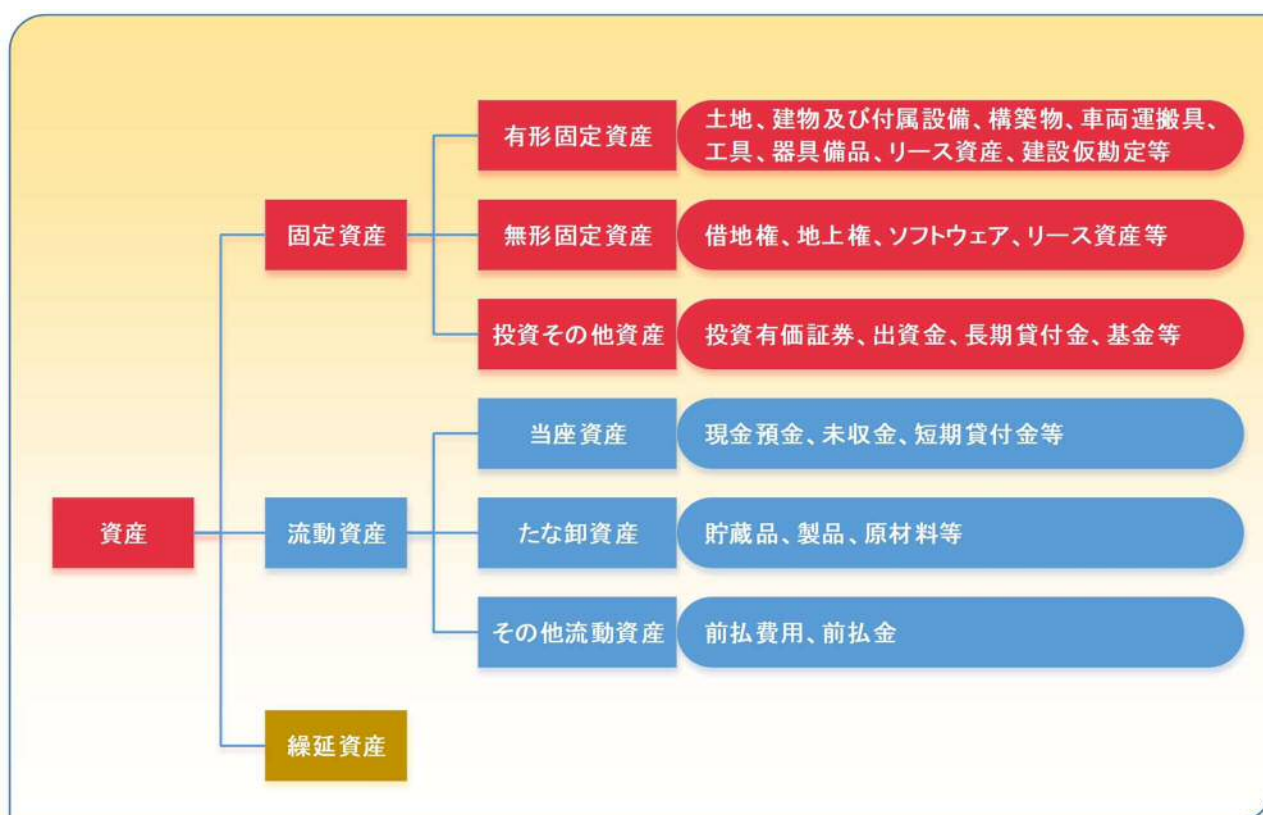 有形固定資産
土地、建物及び付属設備、構築物、車両運搬具、
工具、器具備品、リース資産、建設仮勘定等
固定資産
無形固定資産
借地権、地上権、ソフトウェア、リース資産等
投資その他資産
投資有価証券、出資金、長期貸付金、基金等
当座資産
現金預金、未収金、短期貸付金等
資産
流動資産
たな卸資産
貯蔵品、製品、原材料等
その他流動資産
前払費用、前払金
繰延資産